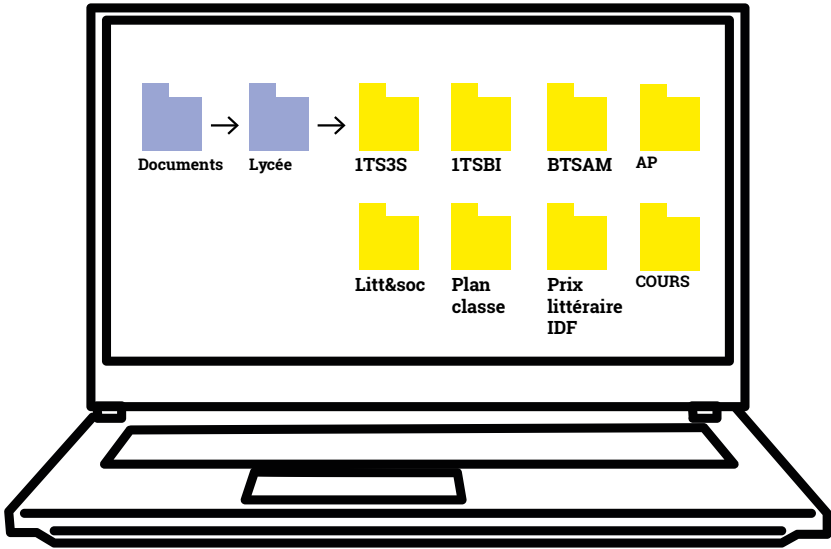 Documents
Lycée
1TS3S
1TSBI
BTSAM
AP
Litt&soc
Plan
classe
Prix
littéraire
IDF
COURS